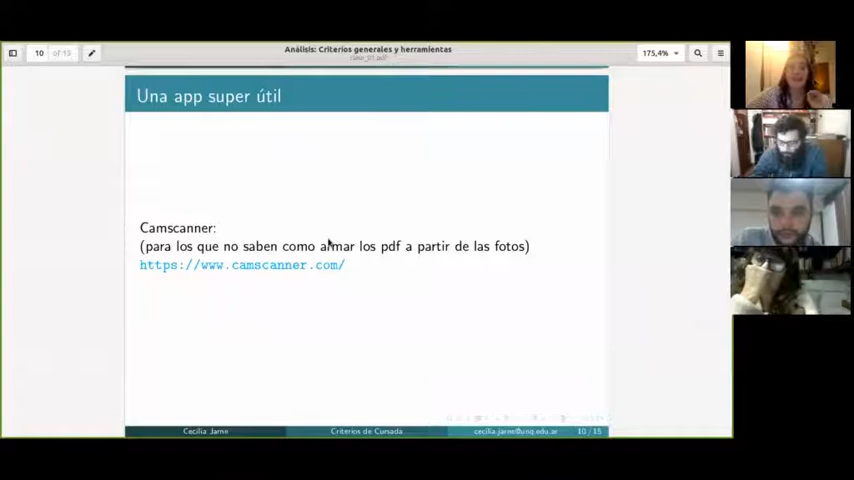 10 of 15
Análisis: Criterios generales y herramientas
175,4%
Una app super útil
Camscanner:
(para los que no saben como armar los pdf a partir de las fotos)
https://www.camscanner.com/
Cecilia Jarne
Criterios de Cursada
cecilia.jarne@unq.edu.ar
10 / 15